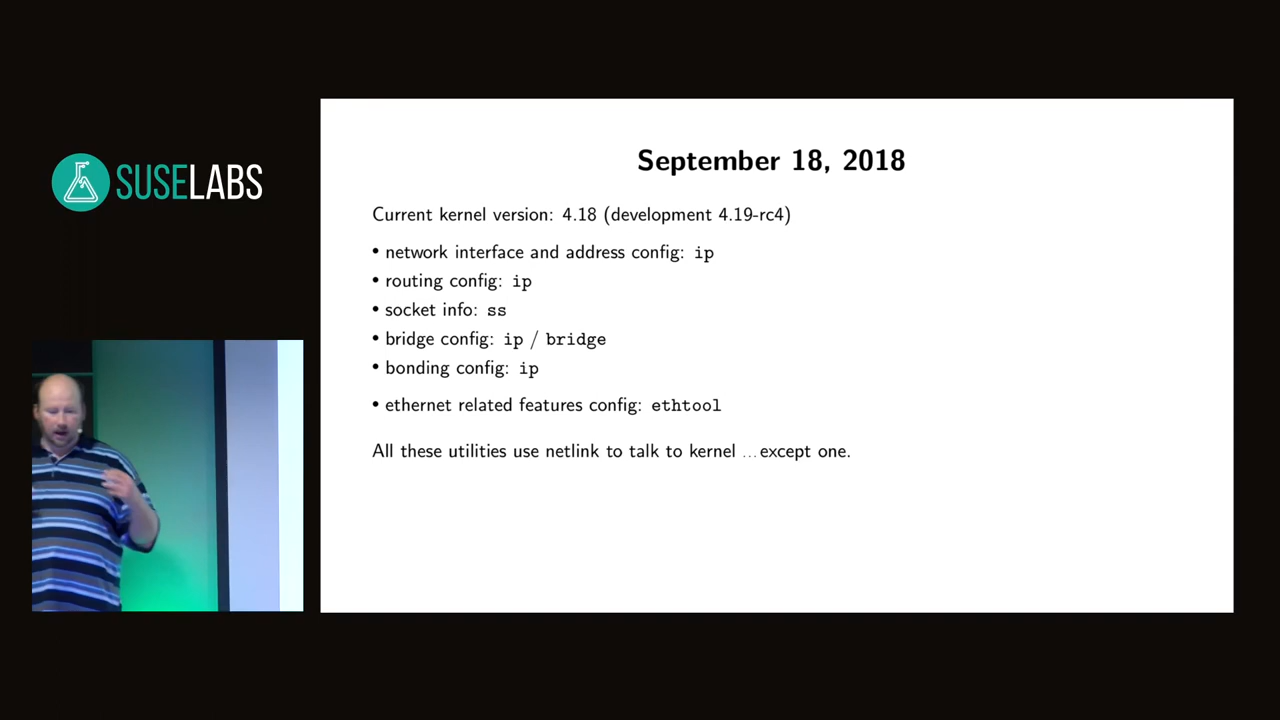 SUSELABS
September 18, 2018
Current kernel version: 4.18 (development 4.19-rc4)
• network interface and address config: ip
• routing config: ip
• socket info: ss
• bridge config: ip / bridge
• bonding config: ip
• ethernet related features config: ethtool
All these utilities use netlink to talk to kernel ...except one.